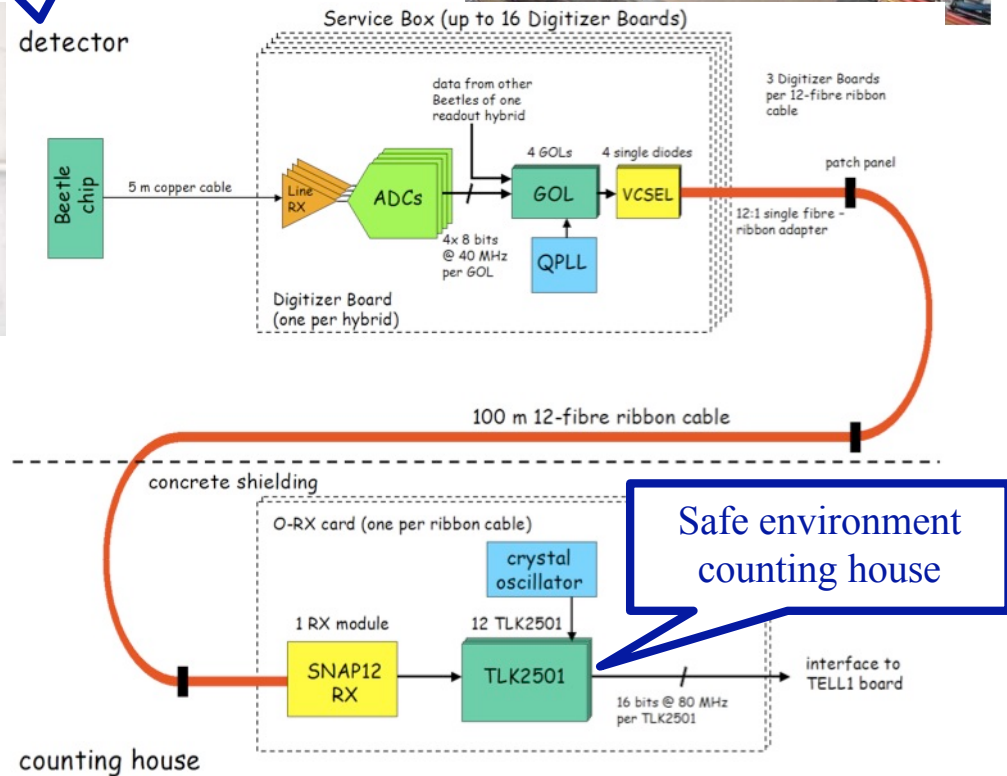 Service Box (up to 16 Digitizer Boards)
detector
data from other
Beetles of one
readout hybrid
3 Digitizer Boards
per 12-fibre ribbon
cable
Beetle
chip
5 m copper cable
Line
RX
ADCs
4x 8 bits
@ 40 MHz
per GOL
4 GOLs
GOL
QPLL
4 single diodes
VCSEL
patch panel
12:1 single fibre -
ribbon adapter
Digitizer Board
(one per hybrid)
100 m 12-fibre ribbon cable
concrete shielding
O-RX card (one per ribbon cable)
crystal
oscillator
Safe environment
counting house
1 RX module
SNAP12
RX
12 TLK2501
TLK2501
16 bits @ 80 MHz
per TLK2501
interface to
TELL1 board
counting house